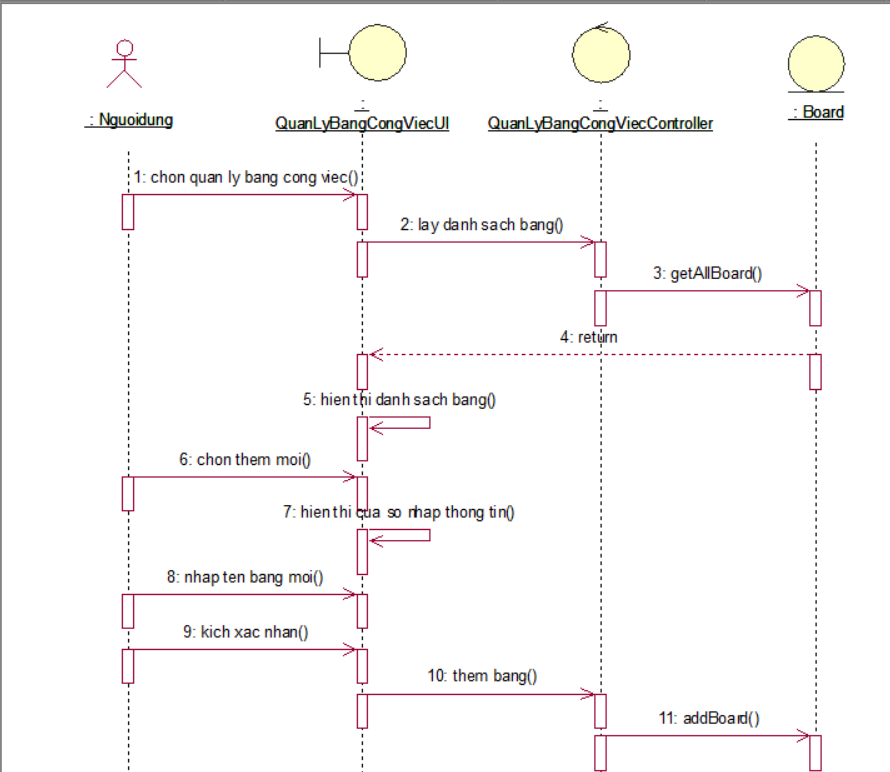 : Nguoidung
:
QuanLyBangCongViecUI
:
QuanLyBangCongViecController
: Board
1: chon quan ly bang cong viec()
2: lay danh sach bang()
3: getAllBoard()
4: return
5: hien thi danh sach bang()
6: chon them moi()
7: hien thi cua so nhap thong tin()
8: nhap ten bang moi()
9: kich xac nhan()
10: them bang()
11: addBoard()